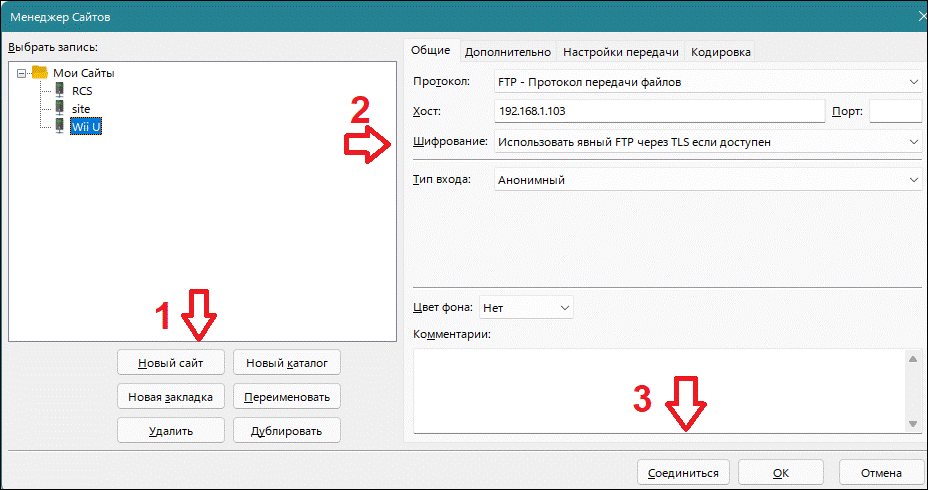 Менеджер Сайтов
Выбрать запись:
Мои Сайты
RCS
site
Wii U
1
Новый сайт
Новый каталог
Новая закладка
Переименовать
Удалить
Дублировать
2
Общие
Дополнительно
Настройки передачи
Кодировка
Протокол:
FTP - Протокол передачи файлов
Хост:
192.168.1.103
Порт:
Шифрование:
Использовать явный FTP через TLS если доступен
Тип входа:
Анонимный
Цвет фона:
Нет
Комментарии:
3
Соединиться
OK
Отмена